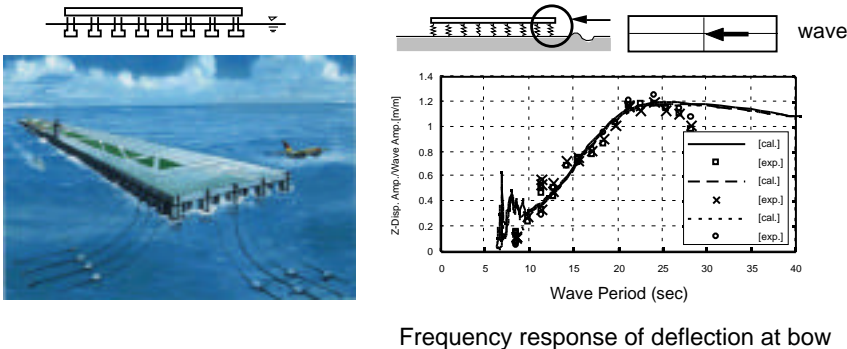 wave
Z-Disp. Amp./Wave Amp.[m/m]
1.4
1.2
1
0.8
0.6
0.4
0.2
0
[cal.]
[exp.]
[cal.]
[exp.]
[cal.]
[exp.]
0 5 10 15 20 25 30 35 40
Wave Period (sec)
Frequency response of deflection at bow